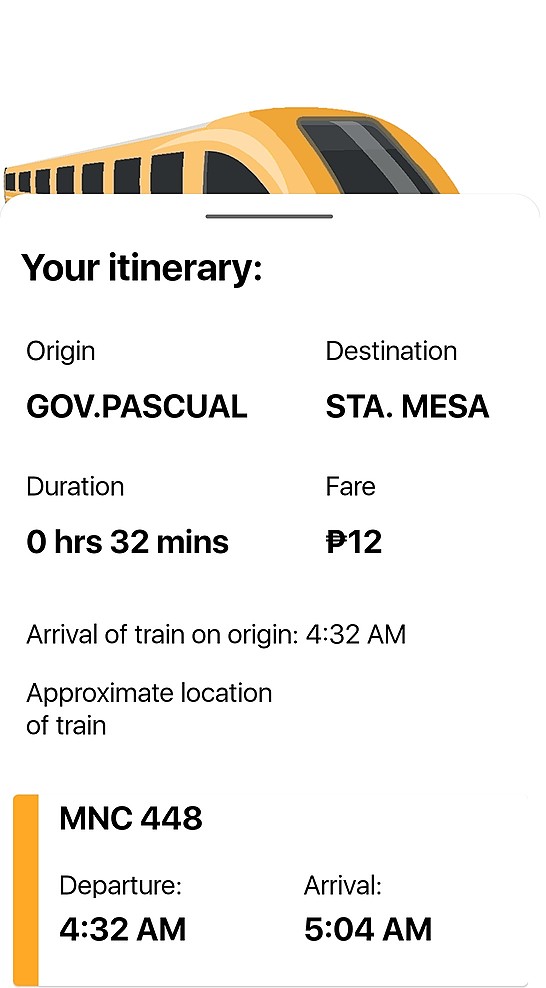 Your itinerary:
Origin
Destination
GOV.PASCUAL
STA. MESA
Duration
Fare
0 hrs 32 mins
₱12
Arrival of train on origin: 4:32 AM
Approximate location
of train
MNC 448
Departure:
Arrival:
4:32 AM
5:04 AM